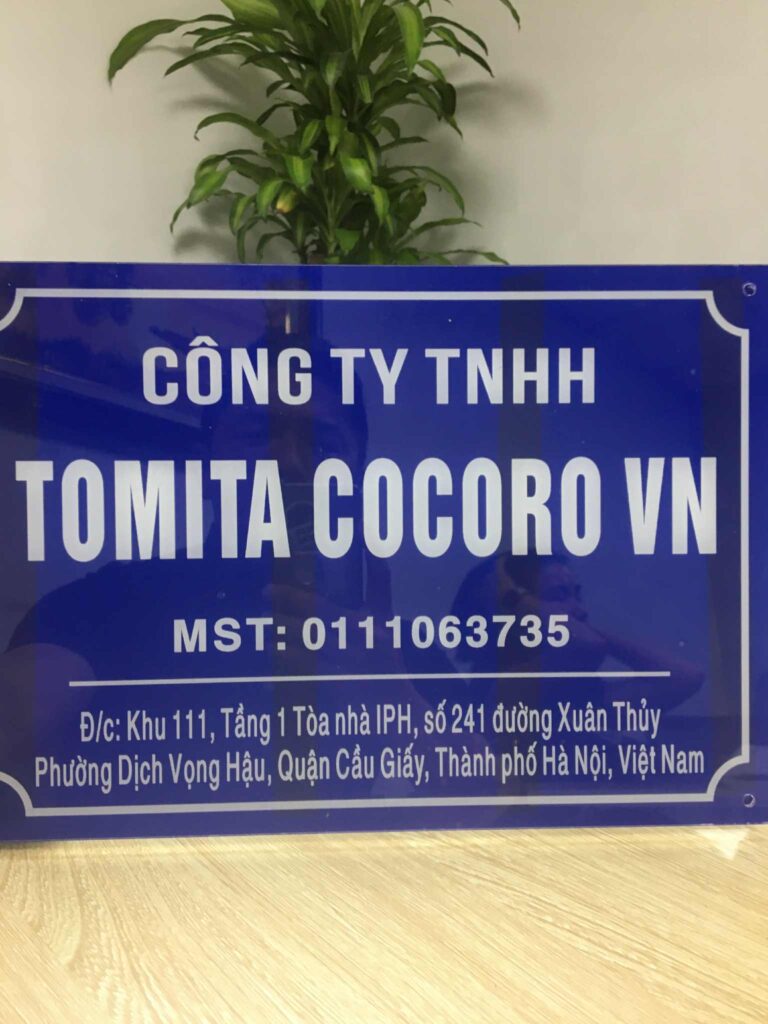 CÔNG TY TNHH
TOMITA COCORO VN
MST: 0111063735
Đ/c: Khu 111, Tầng 1 Tòa nhà IPH, số 241 đường Xuân Thủy
Phường Dịch Vọng Hậu, Quận Cầu Giấy, Thành phố Hà Nội, Việt Nam